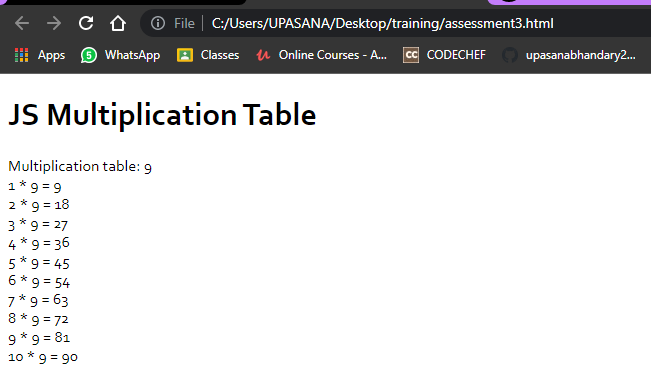 File | C:/Users/UPASANA/Desktop/training/assessment3.html
Apps 5 WhatsApp Classes Online Courses - A... CC CODECHEF upasanabhandary2...
JS Multiplication Table
Multiplication table: 9
1 * 9 = 9
2 * 9 = 18
3 * 9 = 27
4 * 9 = 36
5 * 9 = 45
6 * 9 = 54
7 * 9 = 63
8 * 9 = 72
9 * 9 = 81
10 * 9 = 90